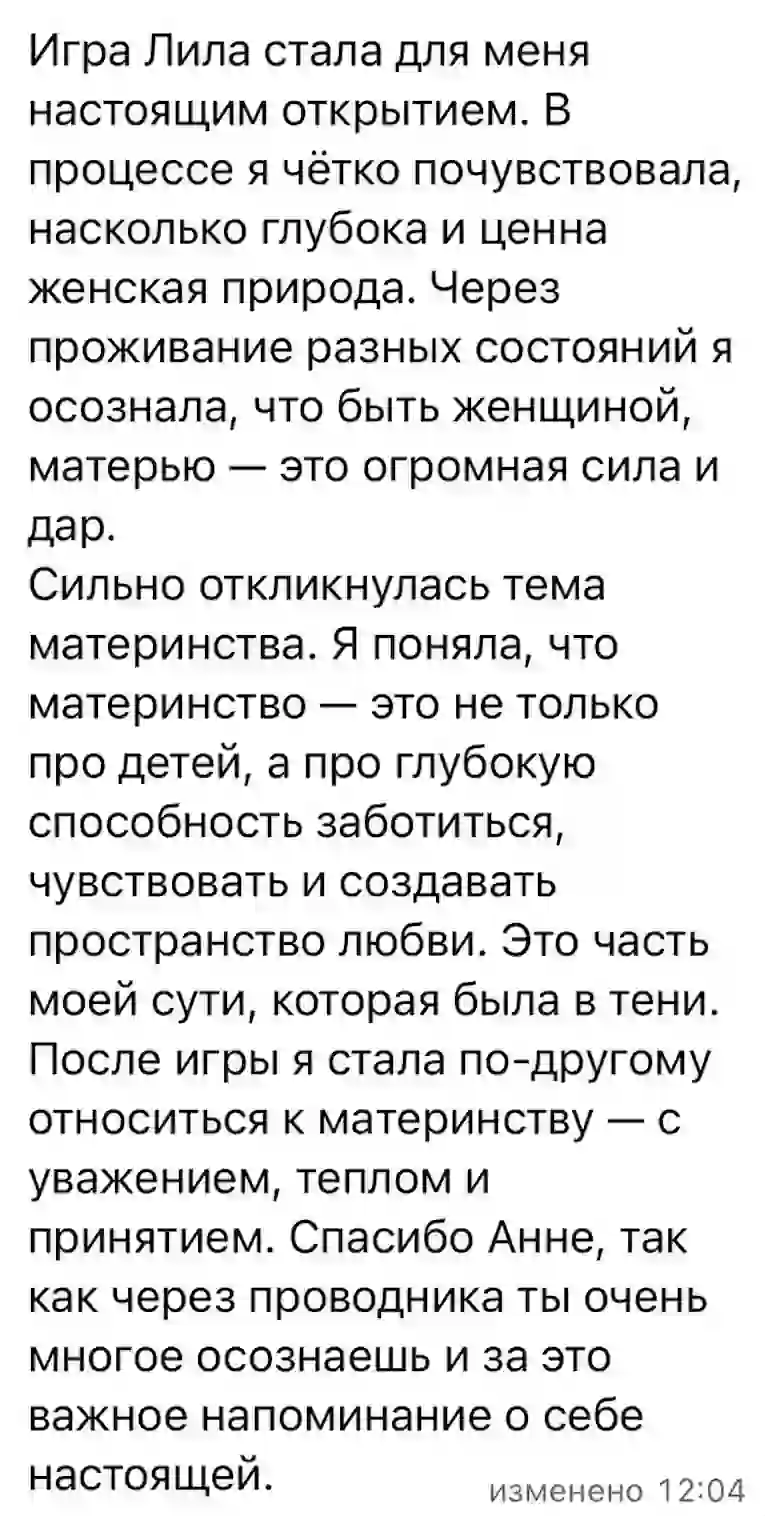 Игра Лила стала для меня
настоящим открытием. В
процессе я чётко почувствовала,
насколько глубока и ценна
женская природа. Через
проживание разных состояний я
осознала, что быть женщиной,
матерью — это огромная сила и
дар.
Сильно откликнулась тема
материнства. Я поняла, что
материнство — это не только
про детей, а про глубокую
способность заботиться,
чувствовать и создавать
пространство любви. Это часть
моей сути, которая была в тени.
После игры я стала по-другому
относиться к материнству — с
уважением, теплом и
принятием. Спасибо Анне, так
как через проводника ты очень
многое осознаешь и за это
важное напоминание о себе
настоящей.
изменено 12:04